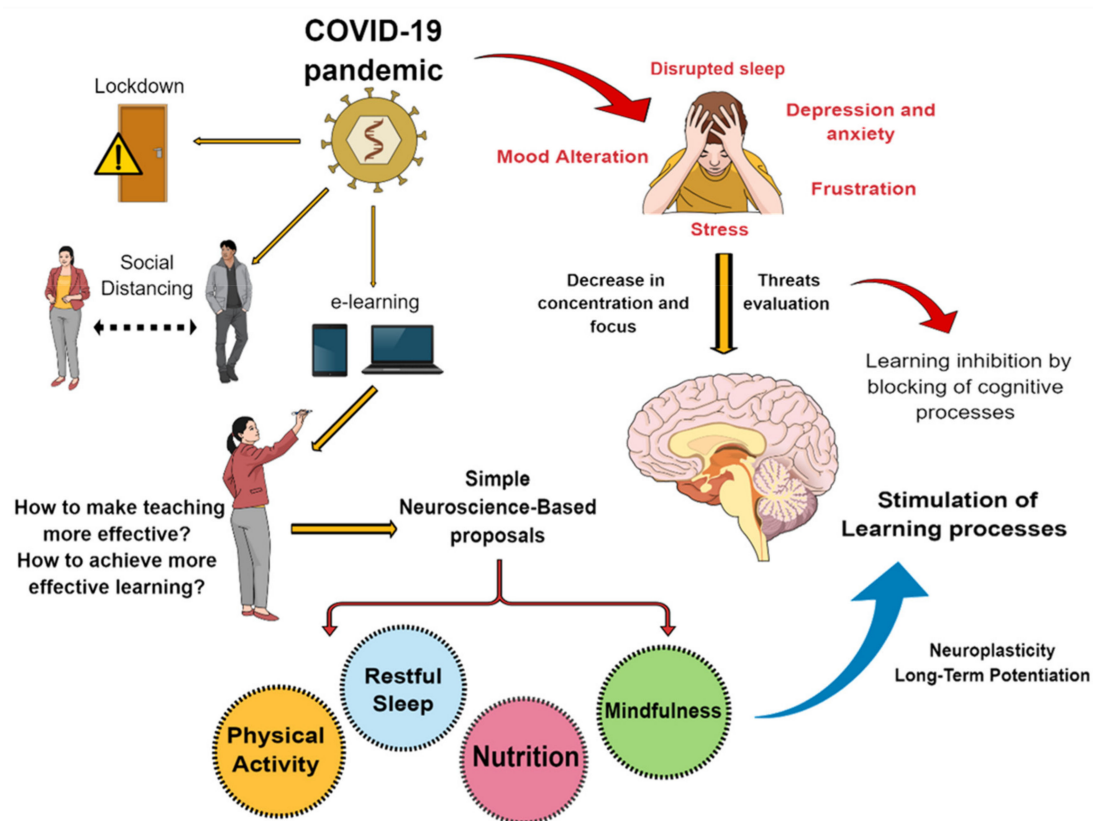 COVID-19
pandemic
Lockdown
Social
Distancing
e-learning
Disrupted sleep
Depression and
anxiety
Mood Alteration
Frustration
Stress
Decrease in
concentration and
focus
Threats
evaluation
Learning inhibition by
blocking of cognitive
processes
How to make teaching
more effective?
How to achieve more
effective learning?
Simple
Neuroscience-Based
proposals
Stimulation of
Learning processes
Neuroplasticity
Long-Term Potentiation
Physical
Activity
Restful
Sleep
Nutrition
Mindfulness